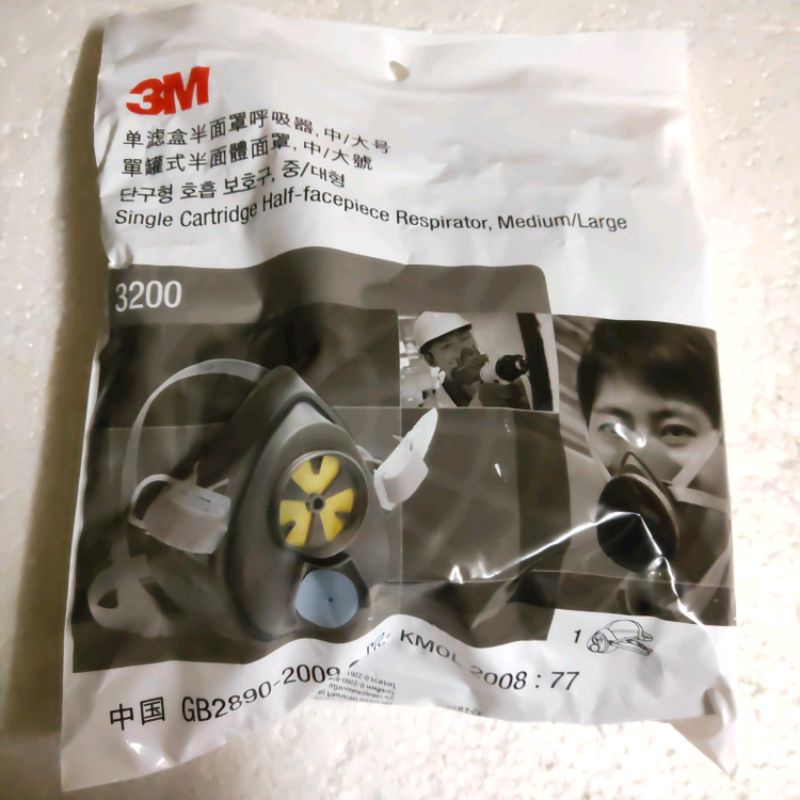 3M
单滤盒半面罩呼吸器, 中/大号
單罐式半面體面罩, 中/大號
단구형 호흡 보호구, 중/대형
Single Cartridge Half-facepiece Respirator, Medium/Large
3200
1
中国 GB2890-2009 KMOL 2008 : 77